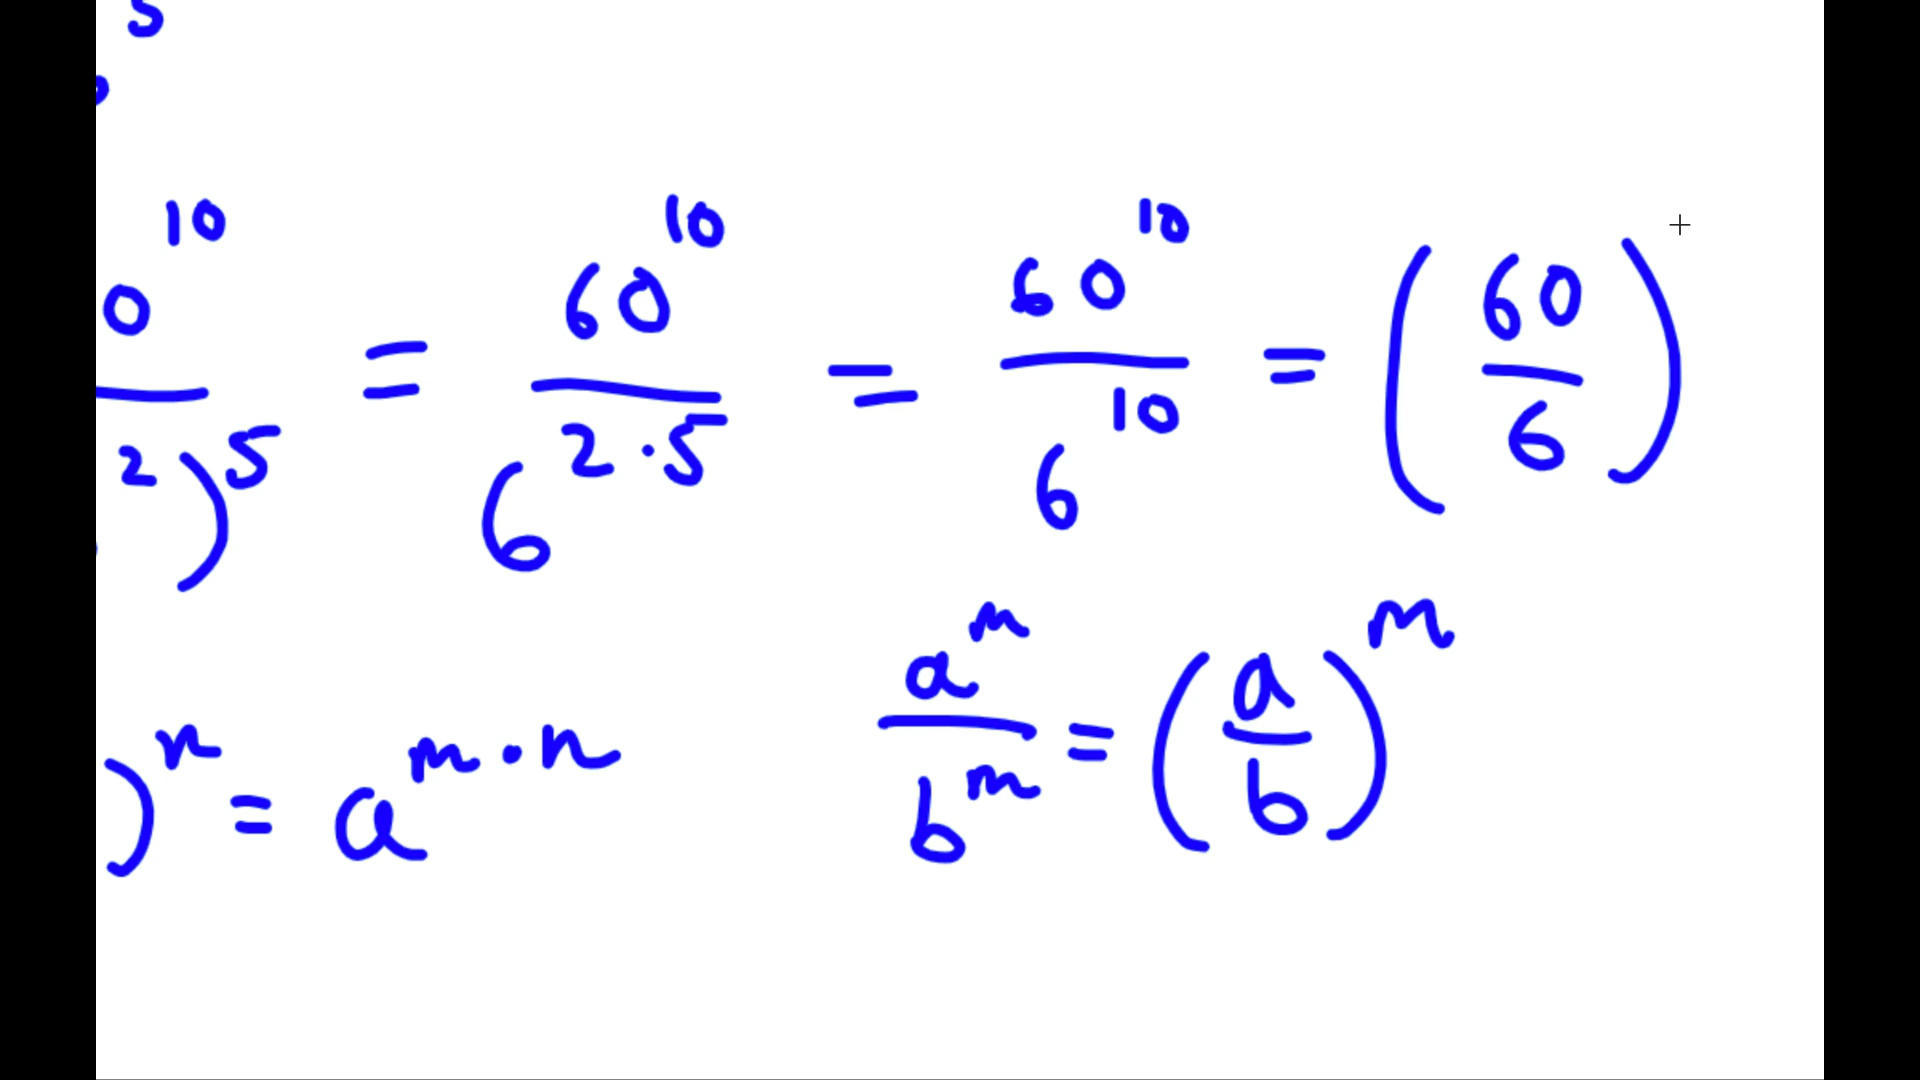 5
0^10 / ^2)^5 = 60^10 / 6^2·5 = 60^10 / 6^10 = (60/6)
)^n = a^m·n
a^m / b^m = (a/b)^m